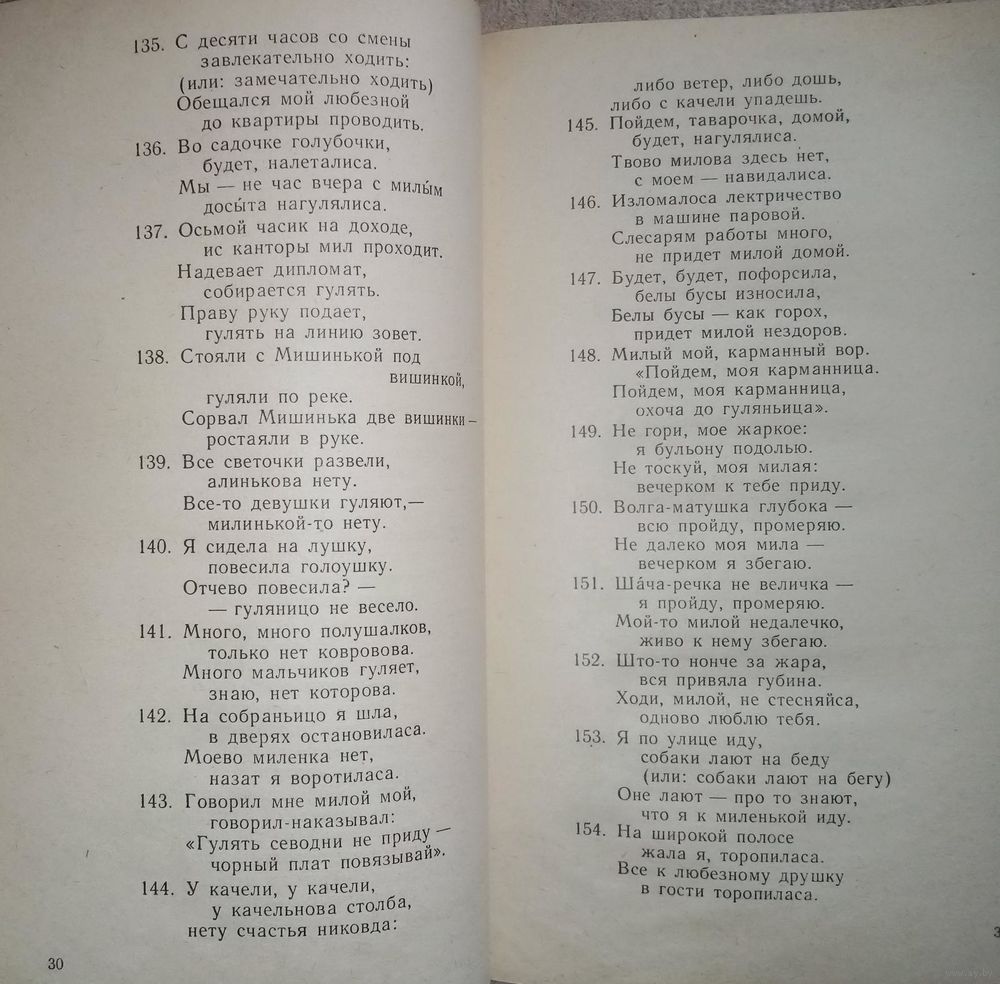 135. С десяти часов со смены
завлекательно ходить:
(или: замечательно ходить)
Обещался мой любезной
до квартиры проводить.
136. Во садочке голубочки,
будет, налеталиса.
Мы — не час вчера с милы́м
досы́та нагулялиса.
137. Осьмой часик на доходе,
ис канторы мил проходит.
Надевает дипломат,
собирается гулять.
Праву руку подает,
гулять на линию зовет.
138. Стояли с Мишинькой под
вишинкой,
гуляли по реке.
Сорвал Мишинька две вишинки —
ростаяли в руке.
139. Все светочки развели,
алинькова нету.
Все-то девушки гуляют,—
милинькой-то нету.
140. Я сидела на лушку,
повесила голоушку.
Отчево повесила? —
— гуляницо не весело.
141. Много, много полушалков,
только нет ковровова.
Много мальчиков гуляет,
знаю, нет которова.
142. На собраньицо я шла,
в дверях остановиласа.
Моево миленка нет,
назат я воротиласа.
143. Говорил мне милой мой,
говорил-наказывал:
«Гулять севодни не приду —
чорный плат повязывай».
144. У качели, у качели,
у качельнова столба,
нету счастья никовда:
30
либо ветер, либо дошь,
либо с качели упадешь.
145. Пойдем, таварочка, домой,
будет, нагулялиса.
Твово милова здесь нет,
с моем — навидалиса.
146. Изломалоса лектричество
в машине паровой.
Слесарям работы много,
не придет милой домой.
147. Будет, будет, пофорсила,
белы бусы износила,
Белы бусы — как горох,
придет милой нездоров.
148. Милый мой, карманный вор.
«Пойдем, моя карманница.
Пойдем, моя карманница,
охоча до гуляньица».
149. Не гори, мое жаркое:
я бульону подолью.
Не тоскуй, моя милая:
вечерком к тебе приду.
150. Волга-матушка глубока —
всю пройду, промеряю.
Не далеко моя мила —
вечерком я збегаю.
151. Ша́ча-речка не величка —
я пройду, промеряю.
Мой-то милой недалечко,
живо к нему збегаю.
152. Што-то нонче за жара,
вся привяла губина.
Ходи, милой, не стесняйса,
одново люблю тебя.
153. Я по улице иду,
собаки лают на беду
(или: собаки лают на бегу)
Оне лают — про то знают,
что я к миленькой иду.
154. На широкой полосе
жала я, торопиласа.
Все к любезному друшку
в гости торопиласа.